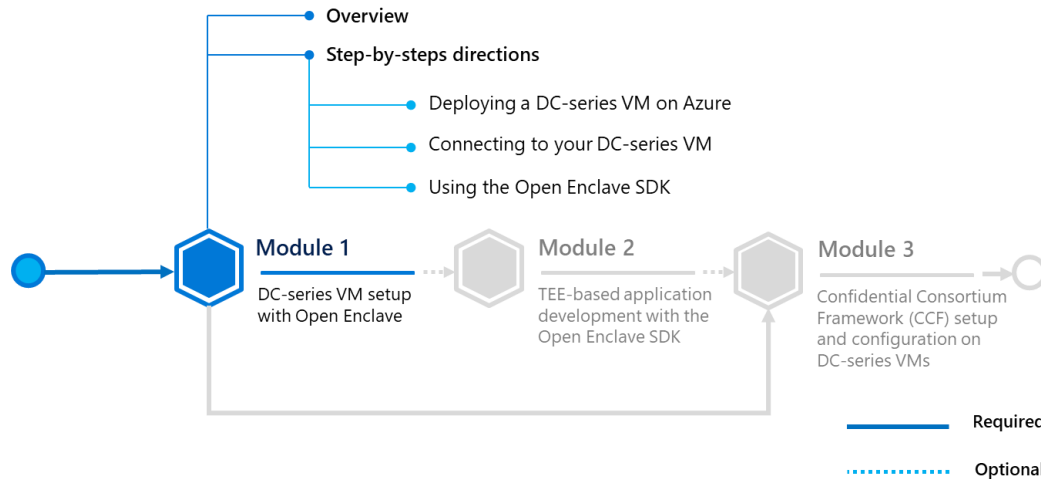 Overview
Step-by-steps directions
Deploying a DC-series VM on Azure
Connecting to your DC-series VM
Using the Open Enclave SDK
Module 1
DC-series VM setup
with Open Enclave
Module 2
TEE-based application
development with the
Open Enclave SDK
Module 3
Confidential Consortium
Framework (CCF) setup
and configuration on
DC-series VMs
Required
Optional